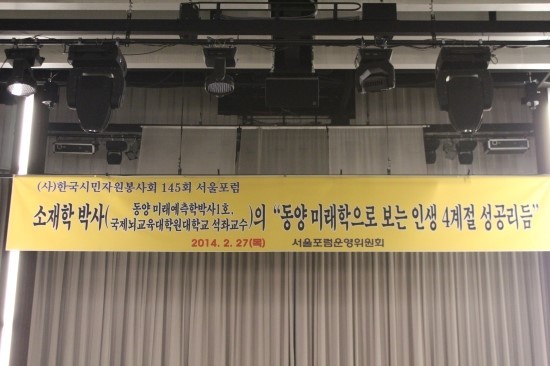 (사)한국시민자원봉사회 145회 서울포럼
소재학 박사(동양 미래예측학박사1호, 국제뇌교육대학원대학교 석좌교수)의 "동양 미래학으로 보는 인생 4계절 성공리듬"
2014. 2. 27(목) 서울포럼운영위원회